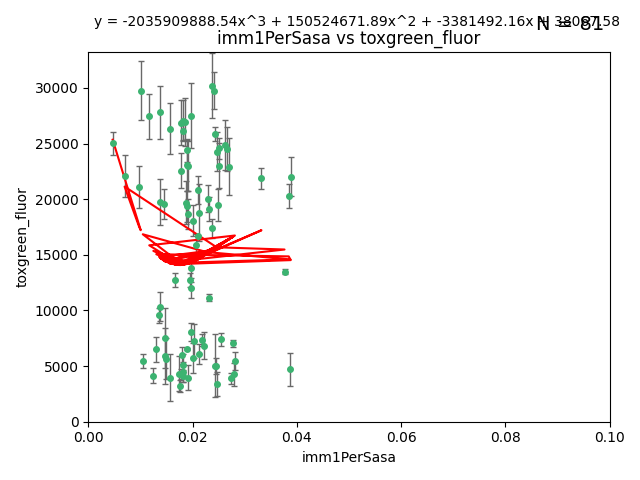 y = -2035909888.54x^3 + 150524671.89x^2 + -3381492.16x + 38087.58
N = 81
imm1PerSasa vs toxgreen_fluor
toxgreen_fluor
30000
25000
20000
15000
10000
5000
0
0.00 0.02 0.04 0.06 0.08 0.10
imm1PerSasa